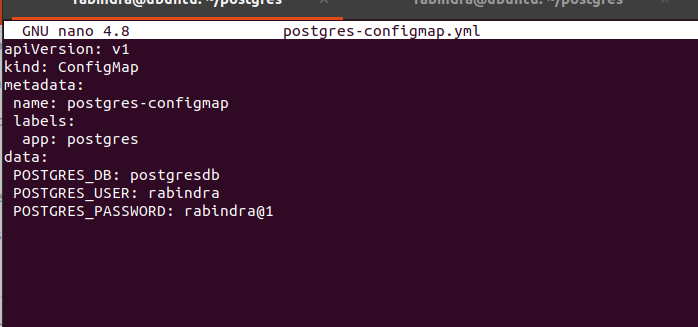 rabindra@ubuntu: ~/postgres
rabindra@ubuntu: ~/postgres
GNU nano 4.8 postgres-configmap.yml
apiVersion: v1
kind: ConfigMap
metadata:
 name: postgres-configmap
 labels:
  app: postgres
data:
 POSTGRES_DB: postgresdb
 POSTGRES_USER: rabindra
 POSTGRES_PASSWORD: rabindra@1